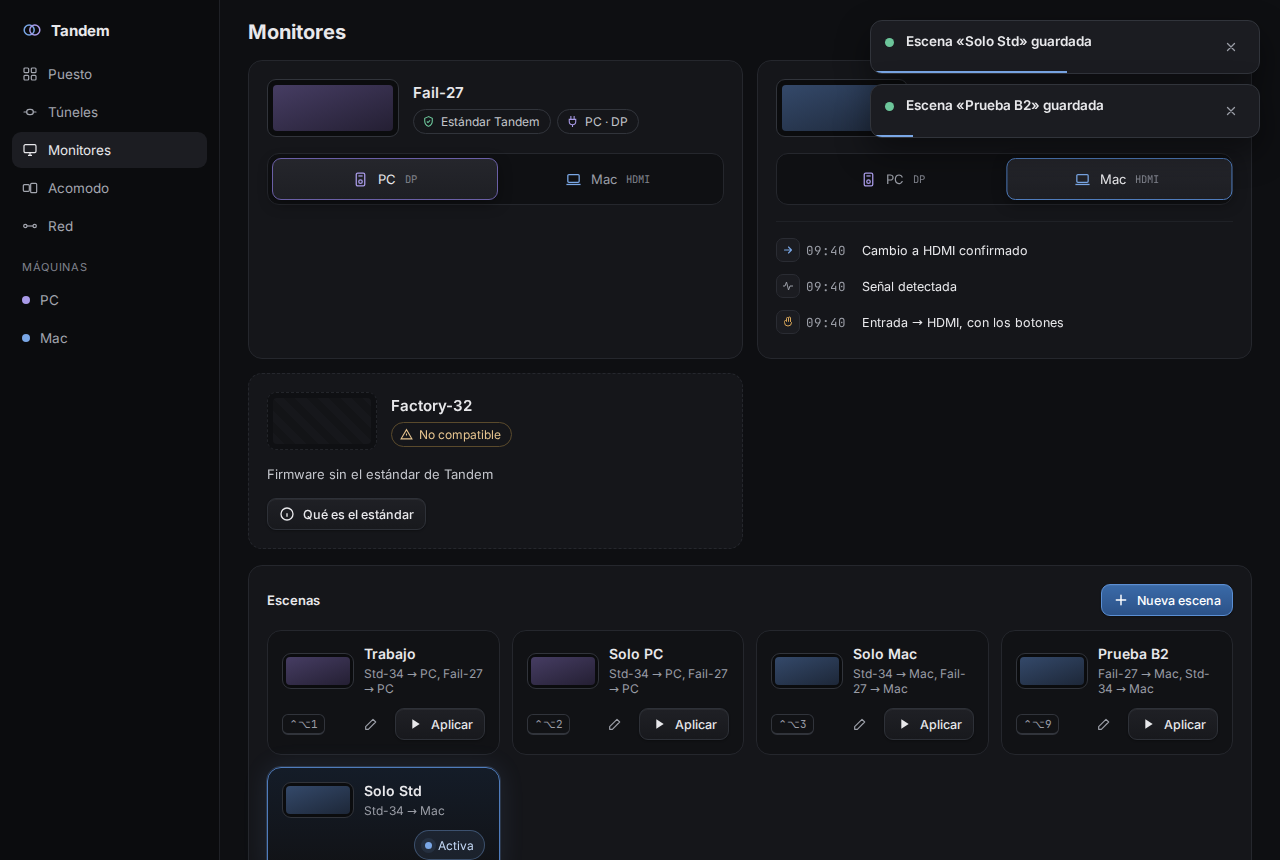 Tandem
Puesto
Túneles
Monitores
Acomodo
Red
MÁQUINAS
PC
Mac
Monitores
Escena «Solo Std» guardada
Escena «Prueba B2» guardada
Fail-27
Estándar Tandem
PC · DP
PC DP
Mac HDMI
PC DP
Mac HDMI
09:40 Cambio a HDMI confirmado
09:40 Señal detectada
09:40 Entrada → HDMI, con los botones
Factory-32
No compatible
Firmware sin el estándar de Tandem
Qué es el estándar
Escenas
Nueva escena
Trabajo
Std-34 → PC, Fail-27
→ PC
⌃⌥1
Aplicar
Solo PC
Std-34 → PC, Fail-27
→ PC
⌃⌥2
Aplicar
Solo Mac
Std-34 → Mac, Fail-
27 → Mac
⌃⌥3
Aplicar
Prueba B2
Fail-27 → Mac, Std-
34 → Mac
⌃⌥9
Aplicar
Solo Std
Std-34 → Mac
Activa